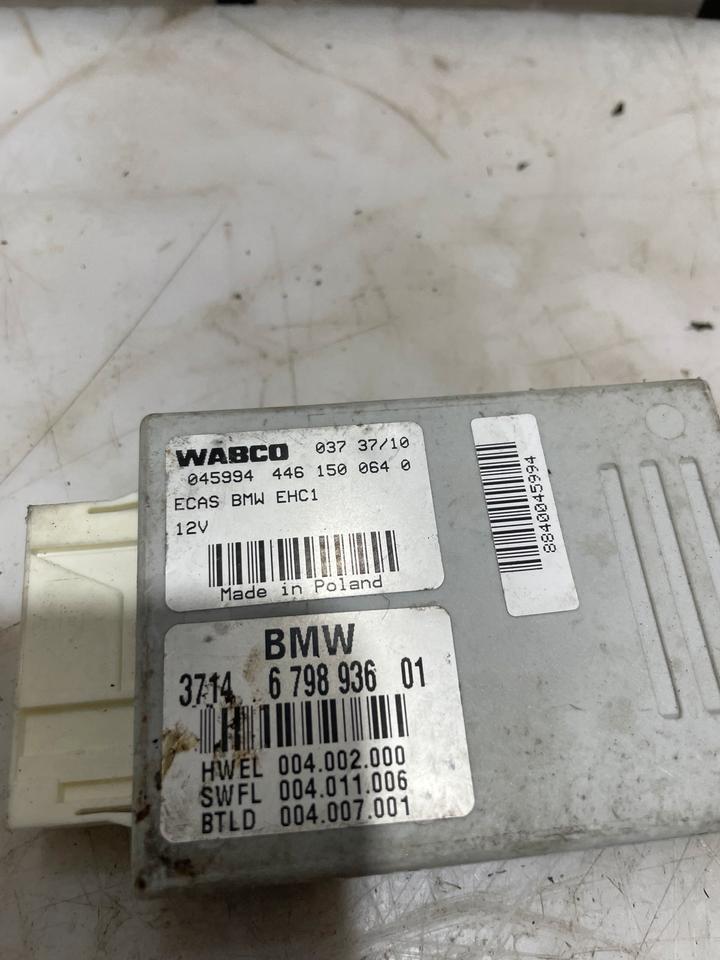 WABCO 037 37/10
045994 446 150 064 0
ECAS BMW EHC1
12V
Made in Poland
8840045994
BMW
3714 6 798 936 01
HWEL 004.002.000
SWFL 004.011.006
BTLD 004.007.001